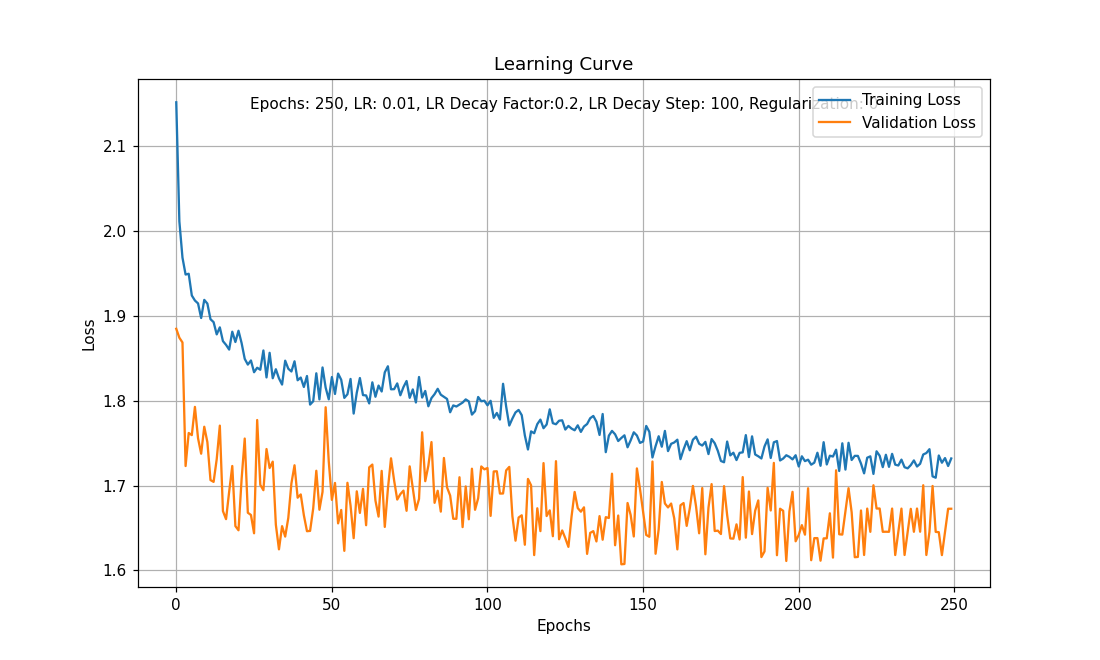 Learning Curve
Epochs: 250, LR: 0.01, LR Decay Factor:0.2, LR Decay Step: 100, Regularization:
Training Loss
Validation Loss
2.1
2.0
1.9
1.8
1.7
1.6
Loss
0 50 100 150 200 250
Epochs